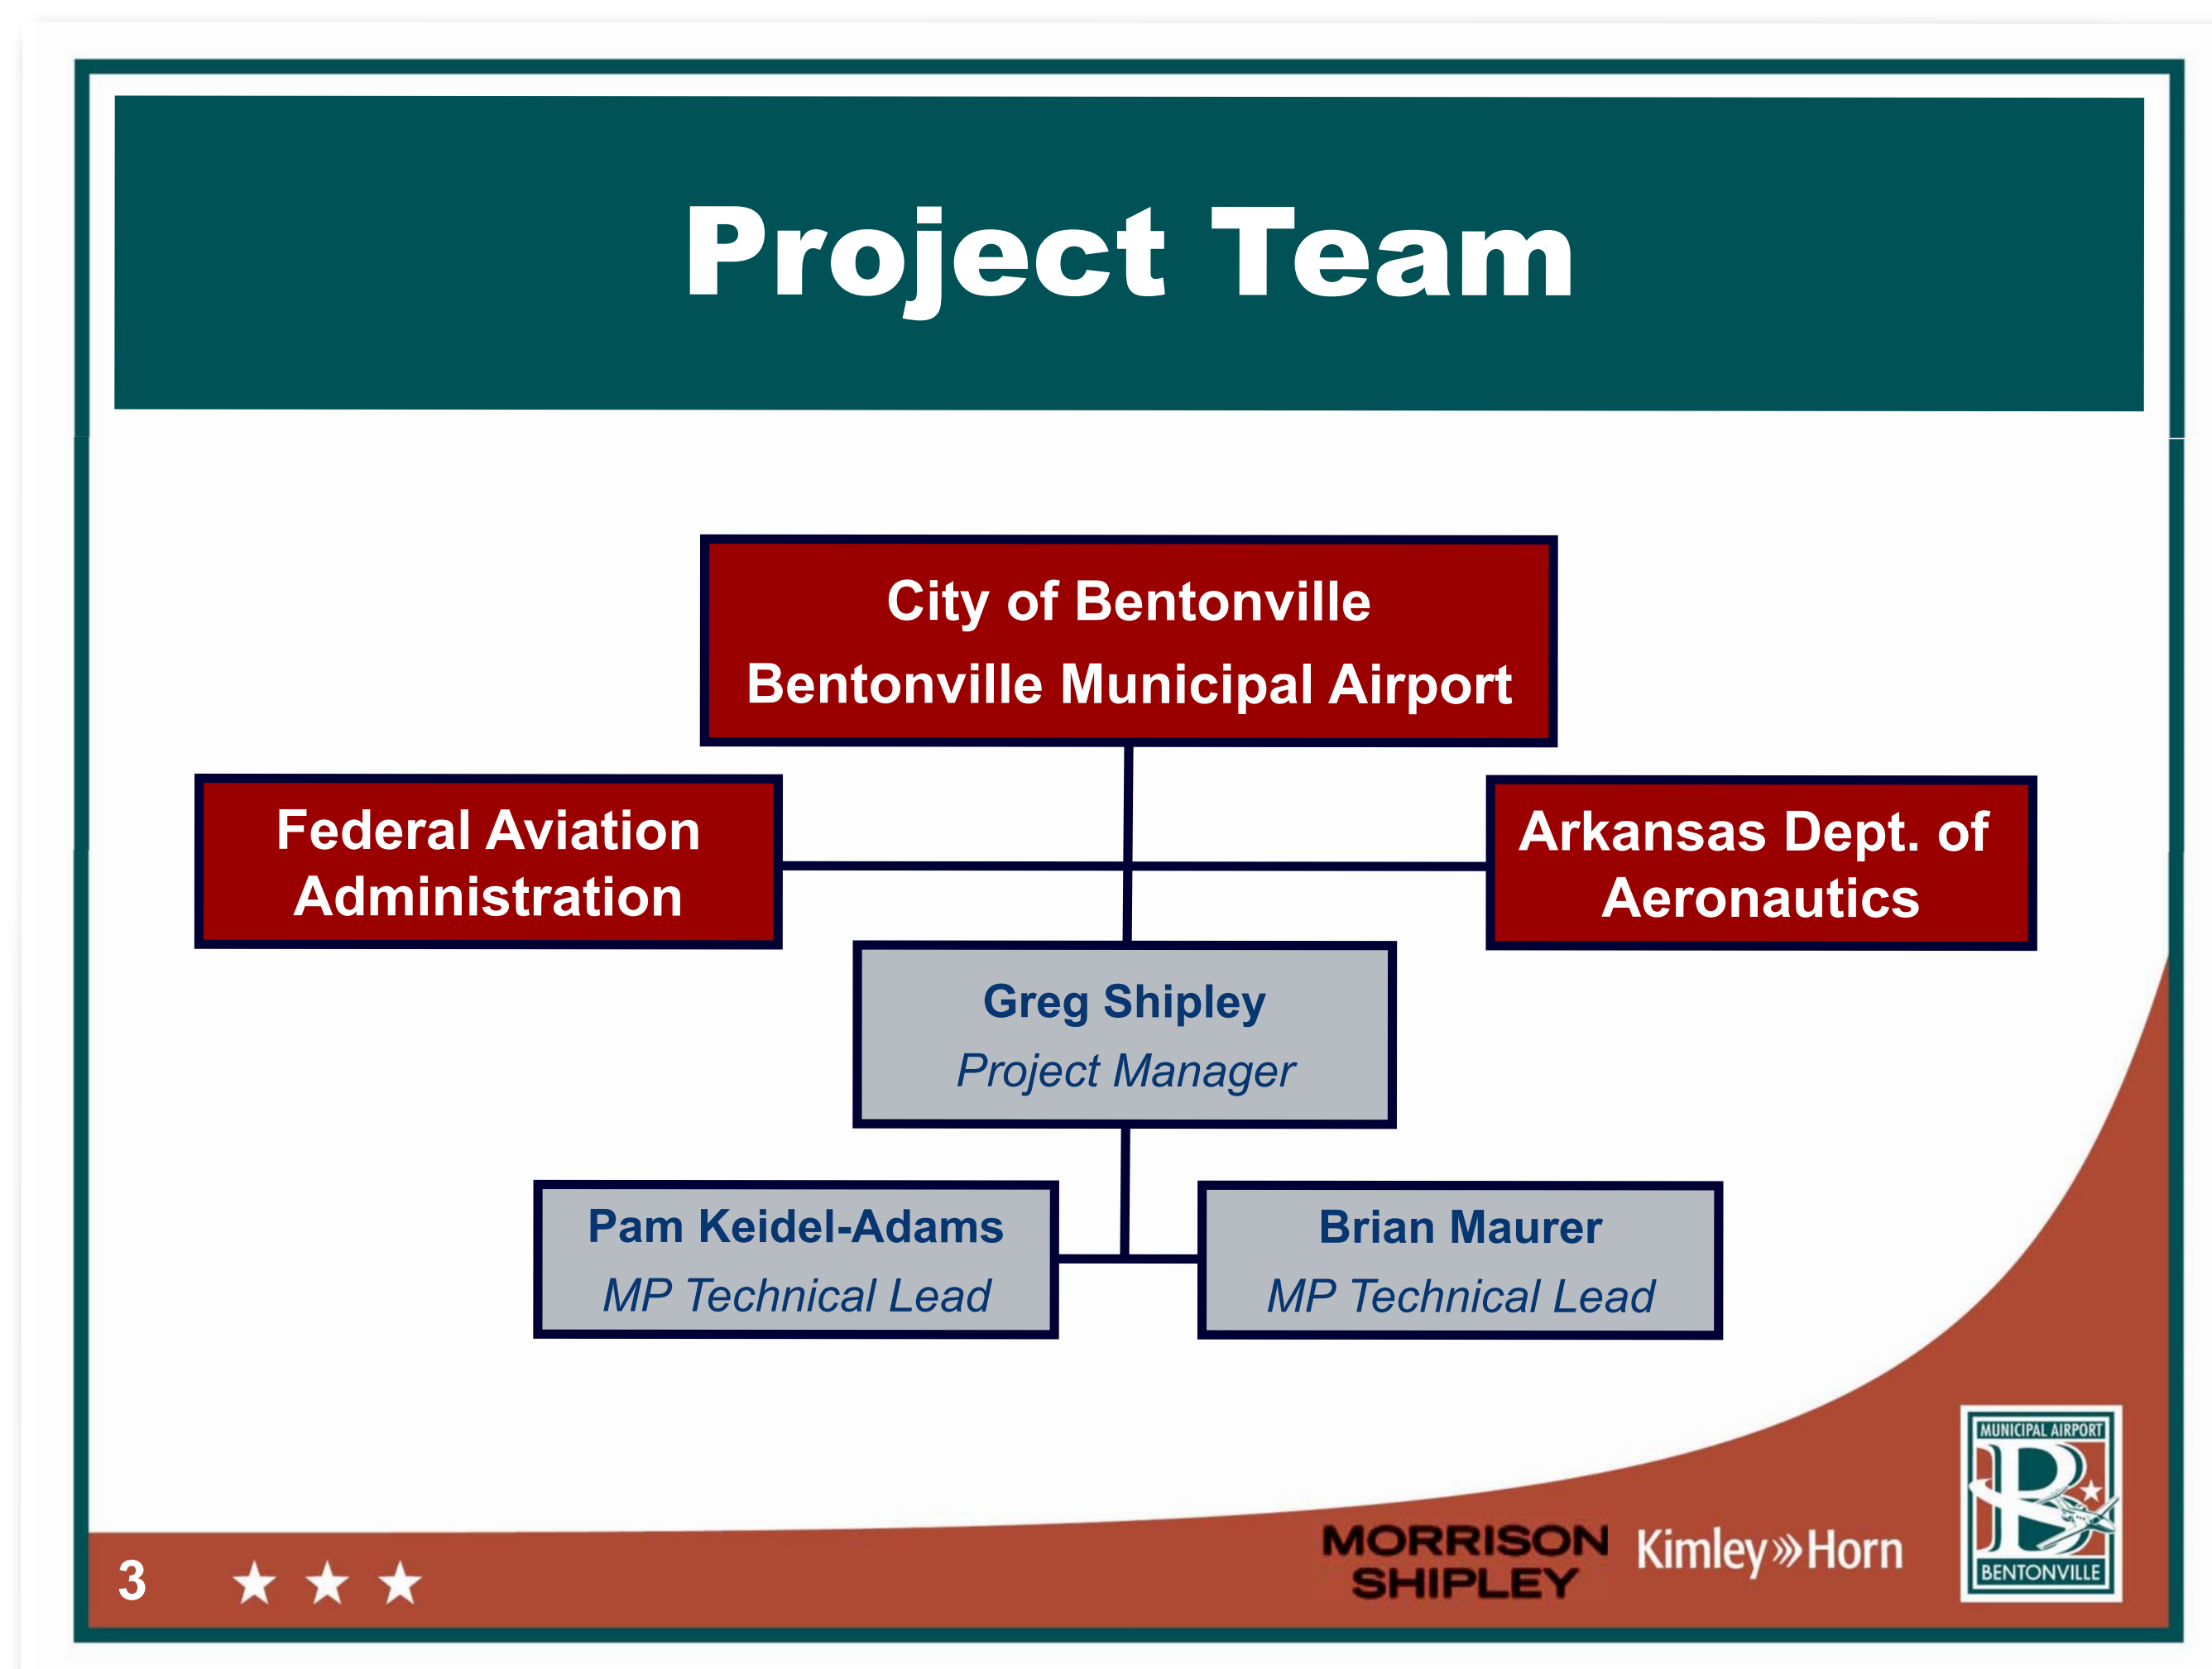 Project Team
City of Bentonville
Bentonville Municipal Airport
Federal Aviation
Administration
Arkansas Dept. of
Aeronautics
Greg Shipley
Project Manager
Pam Keidel-Adams
MP Technical Lead
Brian Maurer
MP Technical Lead
3
MORRISON
SHIPLEY
Kimley»Horn
MUNICIPAL AIRPORT
B
BENTONVILLE